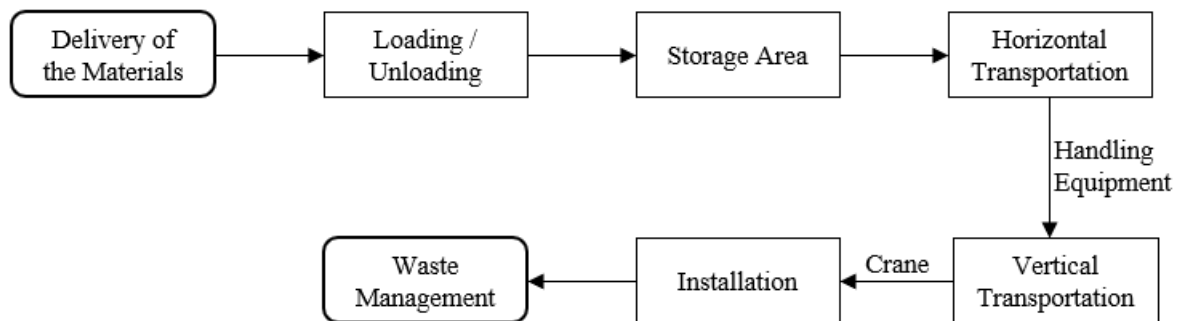 Delivery of
the Materials
Loading /
Unloading
Storage Area
Horizontal
Transportation
Handling
Equipment
Vertical
Transportation
Crane
Installation
Waste
Management